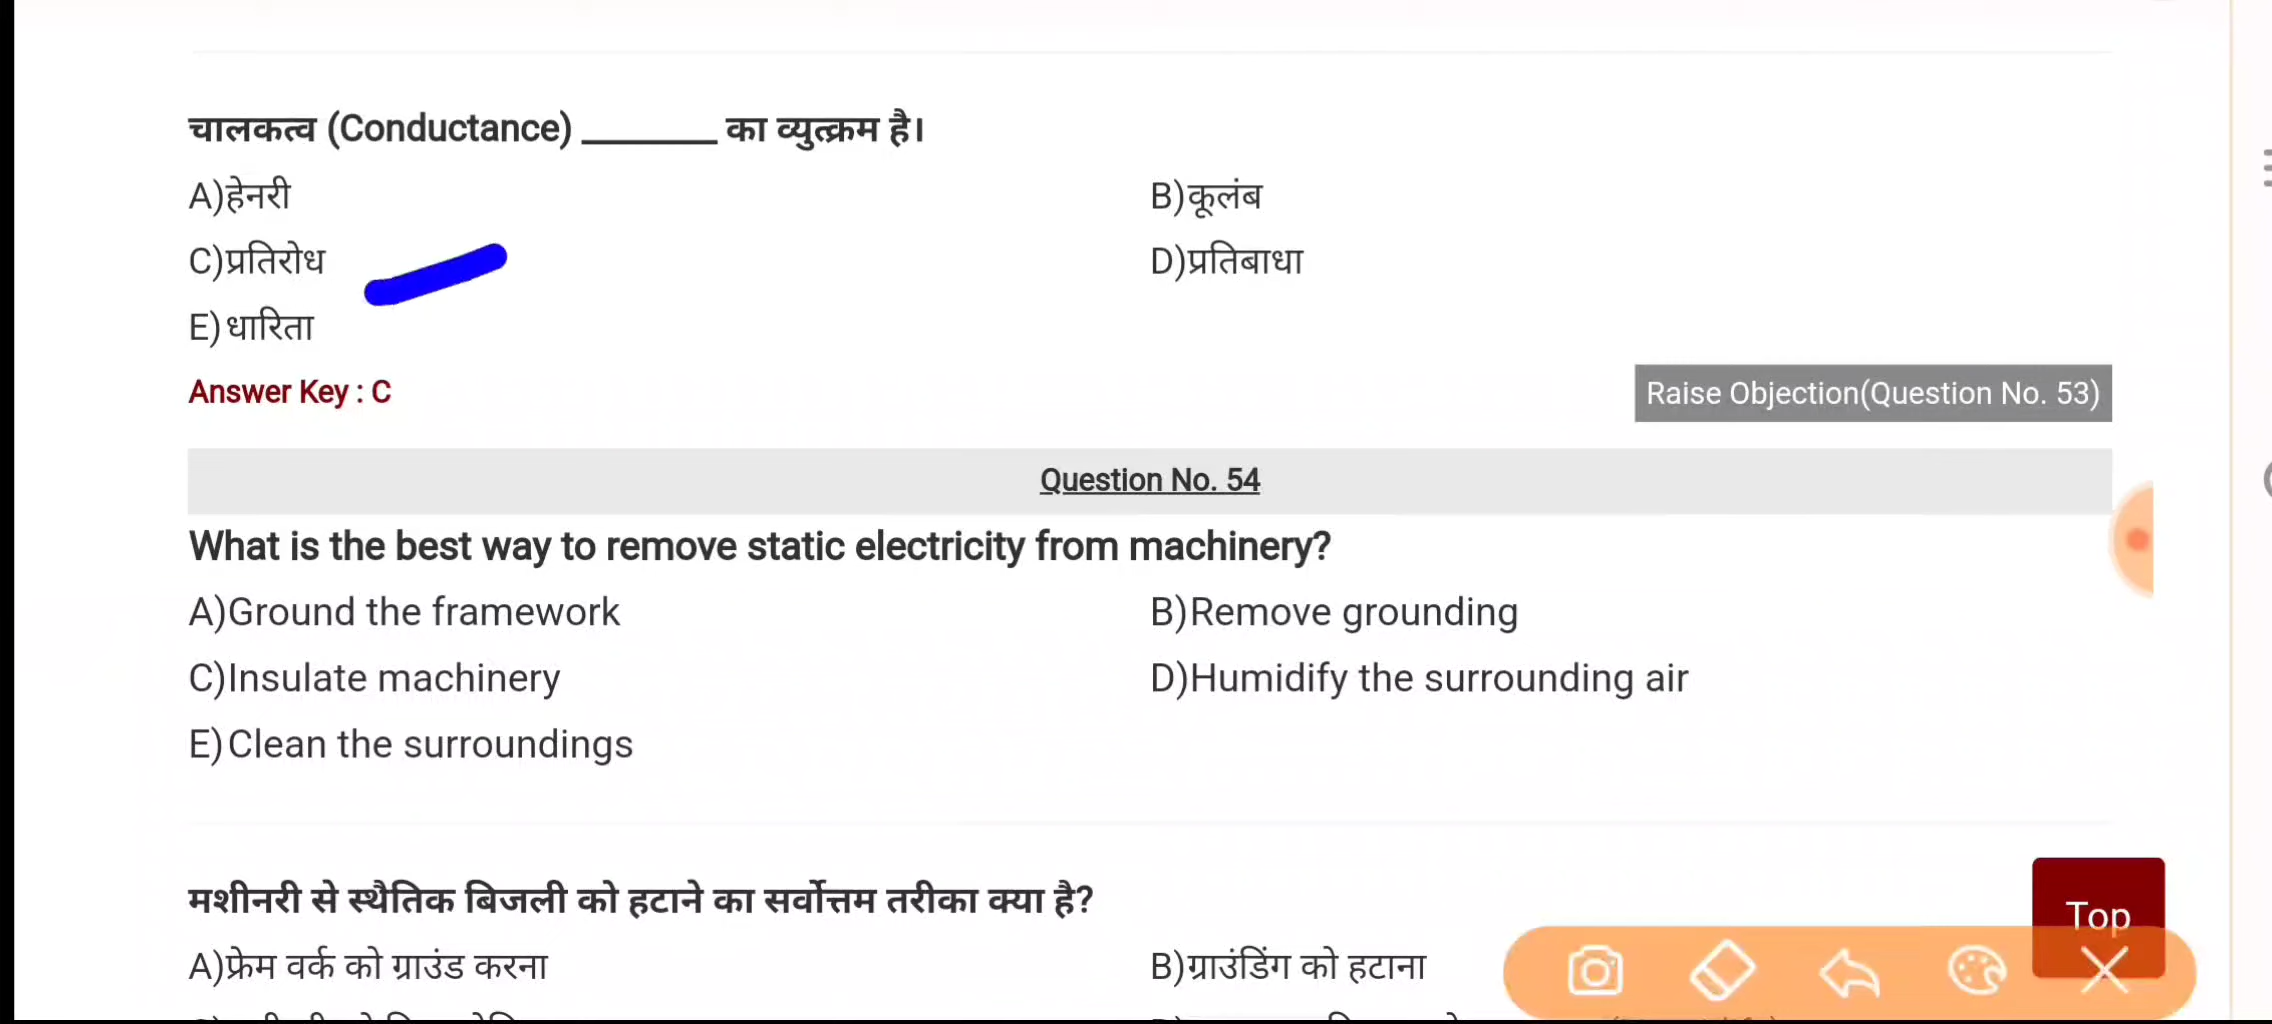 चालकत्व (Conductance) _______ का व्युत्क्रम है।
A)हेनरी B)कूलंब
C)प्रतिरोध D)प्रतिबाधा
E)धारिता
Answer Key : C Raise Objection(Question No. 53)
Question No. 54
What is the best way to remove static electricity from machinery?
A)Ground the framework B)Remove grounding
C)Insulate machinery D)Humidify the surrounding air
E)Clean the surroundings
मशीनरी से स्थैतिक बिजली को हटाने का सर्वोत्तम तरीका क्या है?
Top
A)फ्रेम वर्क को ग्राउंड करना B)ग्राउंडिंग को हटाना